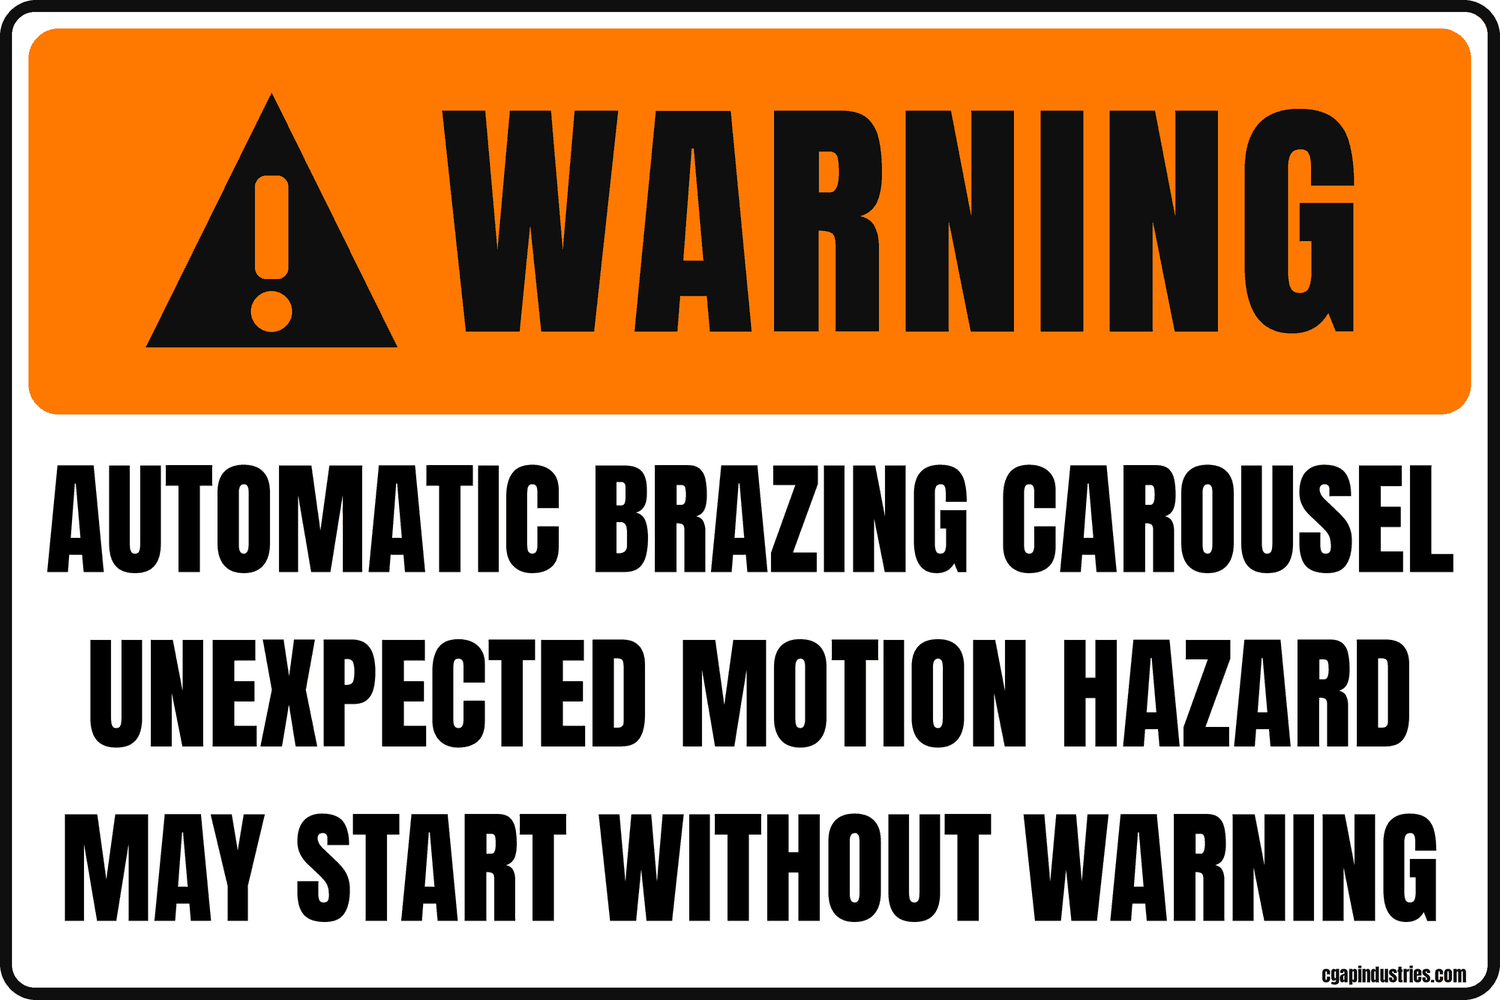 WARNING
AUTOMATIC BRAZING CAROUSEL
UNEXPECTED MOTION HAZARD
MAY START WITHOUT WARNING
cgapindustries.com